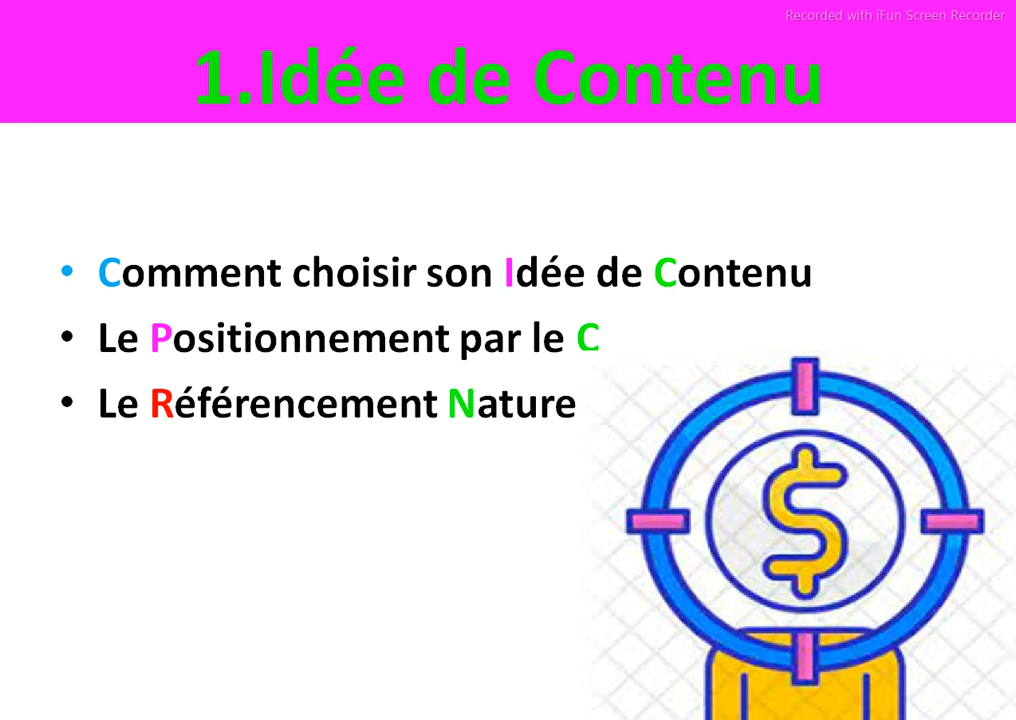 Recorded with iFun Screen Recorder
1.Idée de Contenu
• Comment choisir son Idée de Contenu
• Le Positionnement par le C
• Le Référencement Nature